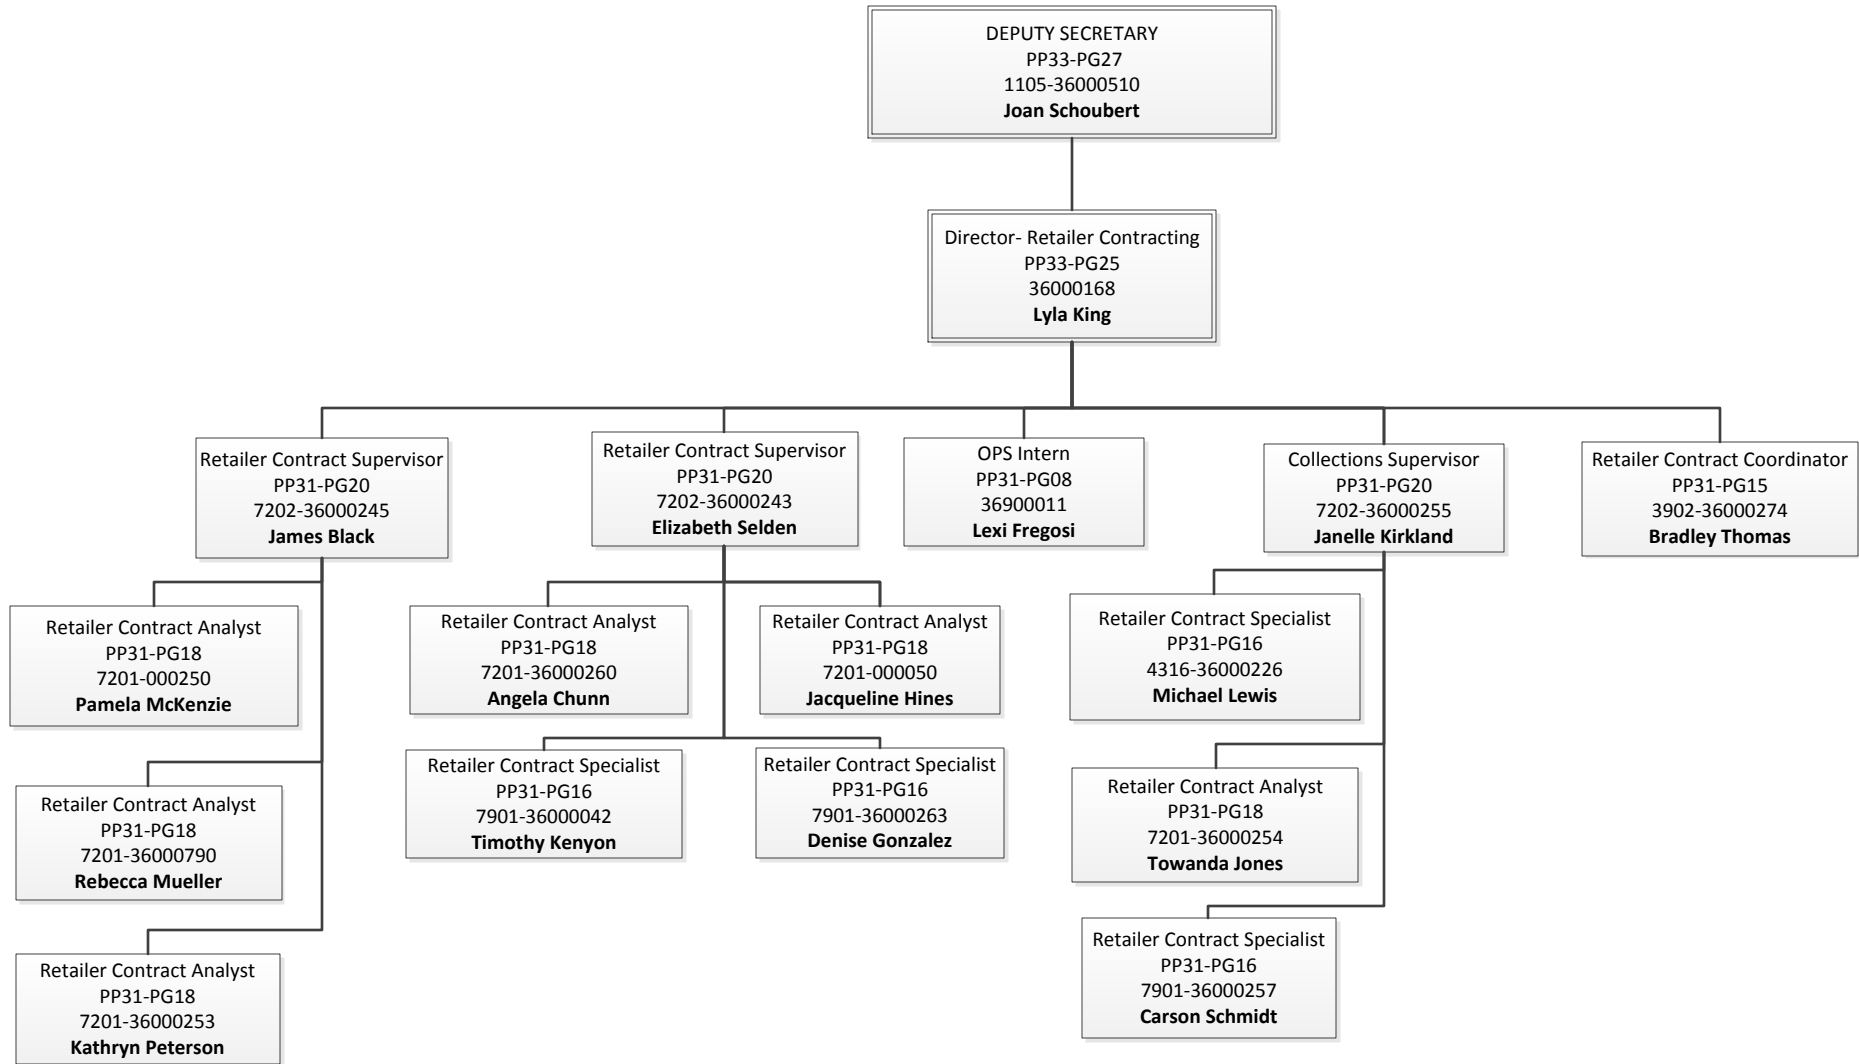 DEPUTY SECRETARY
PP33-PG27
1105-36000510
Joan Schoubert
Director- Retailer Contracting
PP33-PG25
36000168
Lyla King
Retailer Contract Supervisor
PP31-PG20
7202-36000245
James Black
Retailer Contract Supervisor
PP31-PG20
7202-36000243
Elizabeth Selden
OPS Intern
PP31-PG08
36900011
Lexi Fregosi
Collections Supervisor
PP31-PG20
7202-36000255
Janelle Kirkland
Retailer Contract Coordinator
PP31-PG15
3902-36000274
Bradley Thomas
Retailer Contract Analyst
PP31-PG18
7201-000250
Pamela McKenzie
Retailer Contract Analyst
PP31-PG18
7201-36000260
Angela Chunn
Retailer Contract Analyst
PP31-PG18
7201-000050
Jacqueline Hines
Retailer Contract Specialist
PP31-PG16
4316-36000226
Michael Lewis
Retailer Contract Analyst
PP31-PG18
7201-36000790
Rebecca Mueller
Retailer Contract Specialist
PP31-PG16
7901-36000042
Timothy Kenyon
Retailer Contract Specialist
PP31-PG16
7901-36000263
Denise Gonzalez
Retailer Contract Analyst
PP31-PG18
7201-36000254
Towanda Jones
Retailer Contract Analyst
PP31-PG18
7201-36000253
Kathryn Peterson
Retailer Contract Specialist
PP31-PG16
7901-36000257
Carson Schmidt